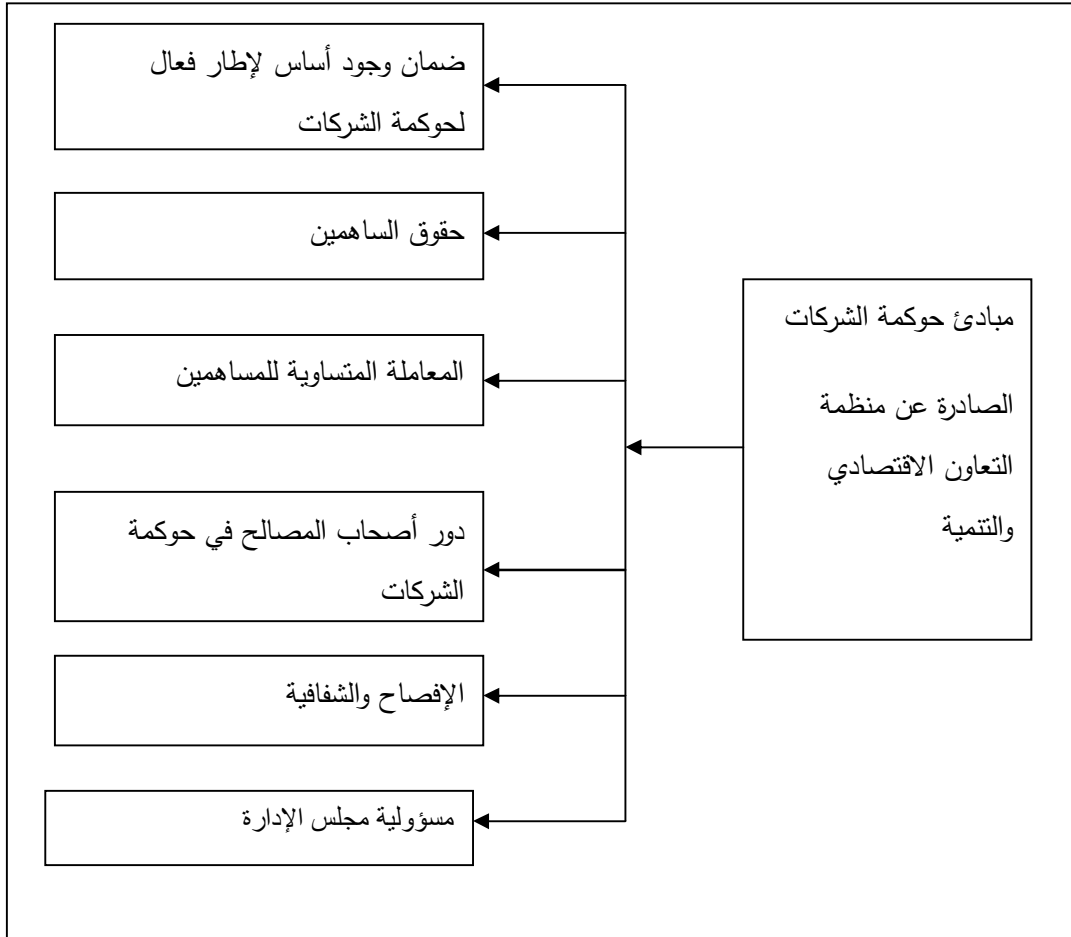 مبادئ حوكمة الشركات
الصادرة عن منظمة
التعاون الاقتصادي
والتنمية
ضمان وجود أساس لإطار فعال
لحوكمة الشركات
حقوق الساهمين
المعاملة المتساوية للمساهمين
دور أصحاب المصالح في حوكمة
الشركات
الإفصاح والشفافية
مسؤولية مجلس الإدارة